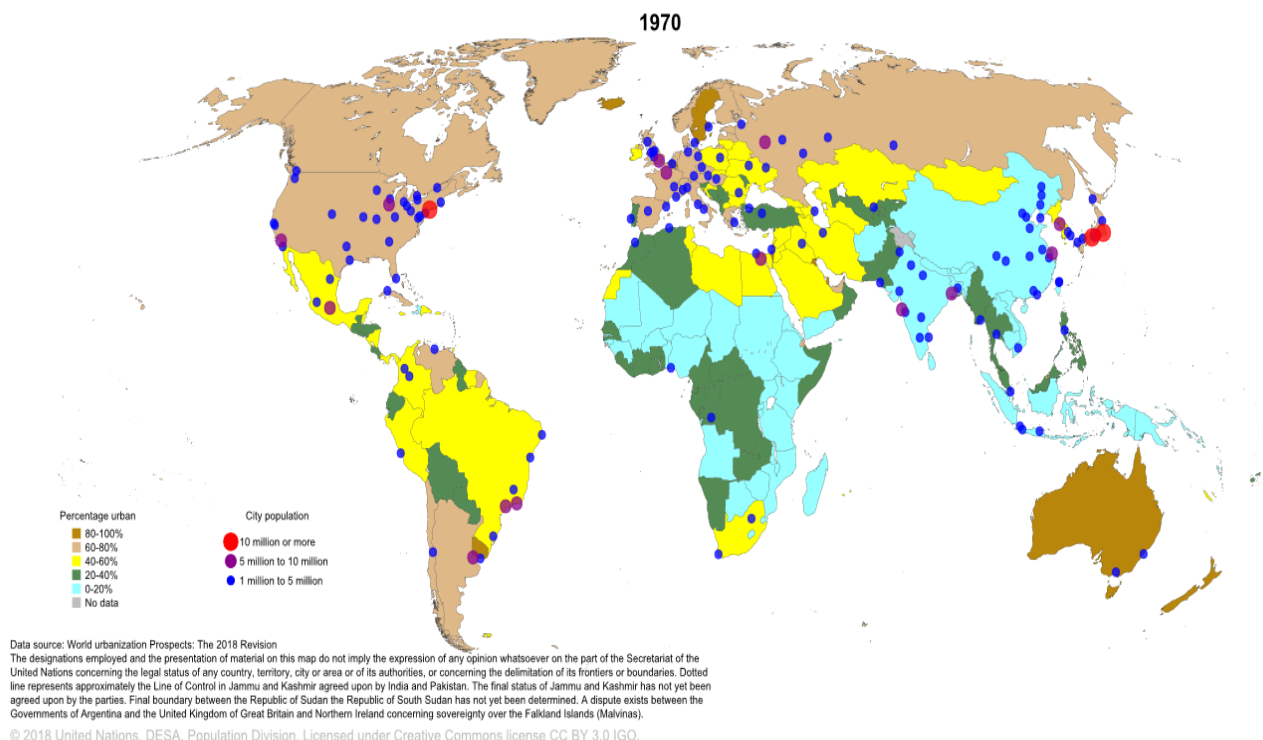 1970
Percentage urban
80-100%
60-80%
40-60%
20-40%
0-20%
No data
City population
10 million or more
5 million to 10 million
1 million to 5 million
Data source: World urbanization Prospects: The 2018 Revision
The designations employed and the presentation of material on this map do not imply the expression of any opinion whatsoever on the part of the Secretariat of the
United Nations concerning the legal status of any country, territory, city or area or of its authorities, or concerning the delimitation of its frontiers or boundaries. Dotted
line represents approximately the Line of Control in Jammu and Kashmir agreed upon by India and Pakistan. The final status of Jammu and Kashmir has not yet been
agreed upon by the parties. Final boundary between the Republic of Sudan the Republic of South Sudan has not yet been determined. A dispute exists between the
Governments of Argentina and the United Kingdom of Great Britain and Northern Ireland concerning sovereignty over the Falkland Islands (Malvinas).
© 2018 United Nations, DESA, Population Division. Licensed under Creative Commons license CC BY 3.0 IGO.